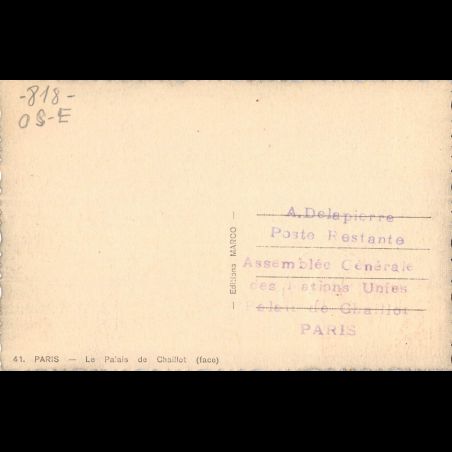 -818-
OS-E
— Editions MARCO —
A. Delapierre
Poste Restante
Assemblée Générale
des Nations Unies
Palais de Chaillot
PARIS
41. PARIS — Le Palais de Chaillot (face)